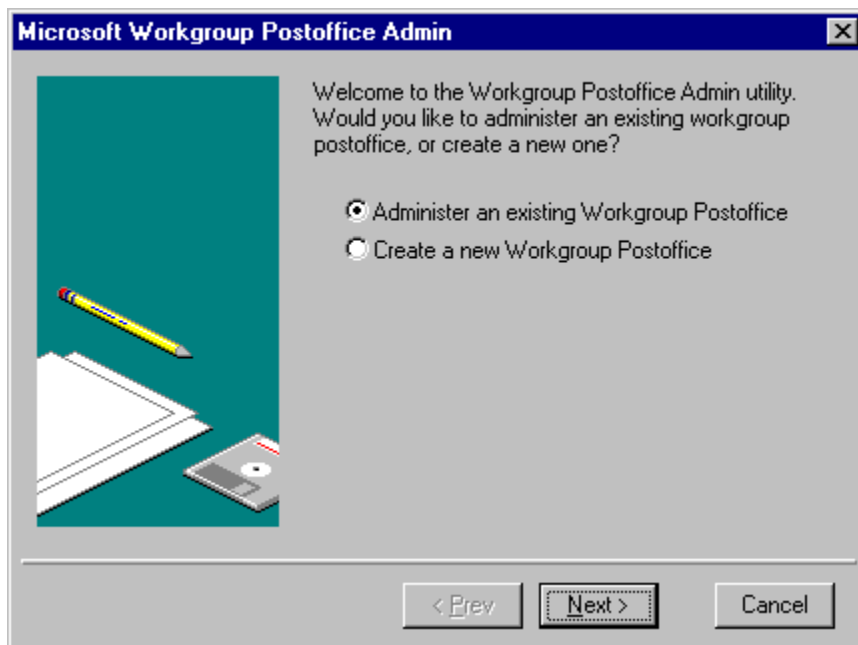 Microsoft Workgroup Postoffice Admin
Welcome to the Workgroup Postoffice Admin utility.
Would you like to administer an existing workgroup
postoffice, or create a new one?
Administer an existing Workgroup Postoffice
Create a new Workgroup Postoffice
< Prev
Next >
Cancel